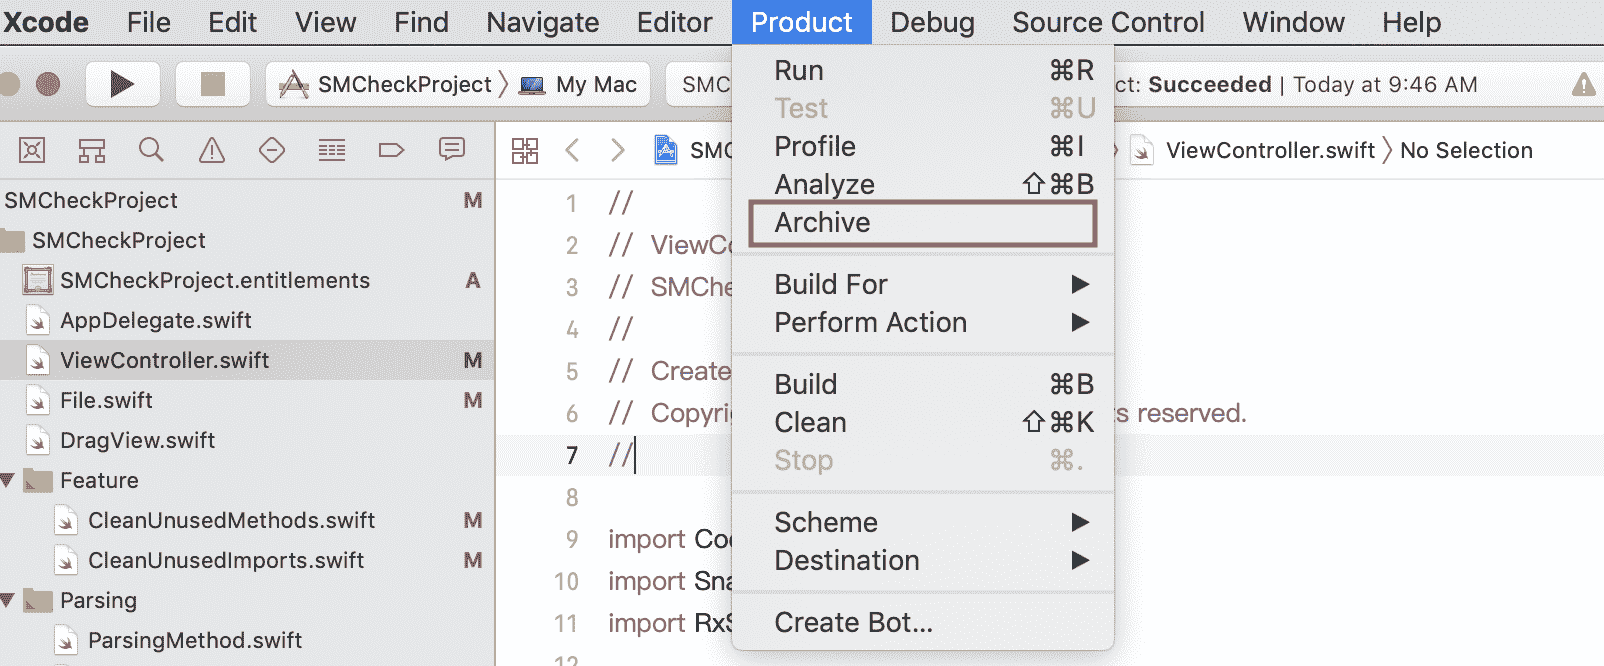 Xcode File Edit View Find Navigate Editor Product Debug Source Control Window Help
SMCheckProject My Mac SMC ct: Succeeded | Today at 9:46 AM
SMC ViewController.swift No Selection
Run ⌘R
Test ⌘U
Profile ⌘I
Analyze ⇧⌘B
Archive
Build For ▶
Perform Action ▶
Build ⌘B
Clean ⇧⌘K
Stop ⌘.
Scheme ▶
Destination ▶
Create Bot...
SMCheckProject M
SMCheckProject
SMCheckProject.entitlements A
AppDelegate.swift
ViewController.swift M
File.swift M
DragView.swift
Feature
CleanUnusedMethods.swift M
CleanUnusedImports.swift M
Parsing
ParsingMethod.swift
1 //
2 // ViewCo
3 // SMChe
4 //
5 // Create
6 // Copyrig s reserved.
7 //
8
9 import Coc
10 import Sna
11 import RxS
12